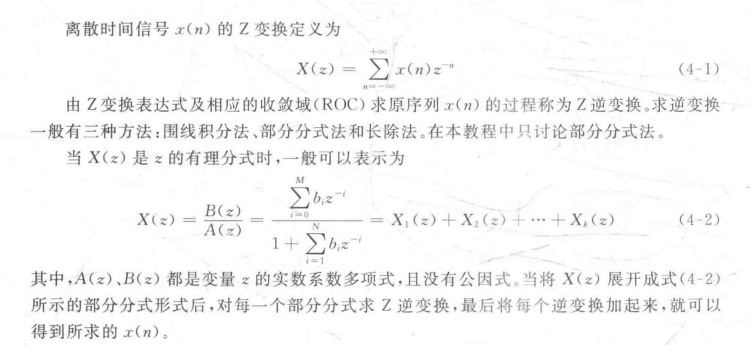 离散时间信号 x(n) 的 Z 变换定义为
X(z) = \sum_{n=-\infty}^{+\infty} x(n)z^{-n} (4-1)
由 Z 变换表达式及相应的收敛域(ROC)求原序列 x(n) 的过程称为 Z 逆变换。求逆变换
一般有三种方法:围线积分法、部分分式法和长除法。在本教程中只讨论部分分式法。
当 X(z) 是 z 的有理分式时,一般可以表示为
X(z) = \frac{B(z)}{A(z)} = \frac{\sum_{i=0}^{M} b_i z^{-i}}{1 + \sum_{i=1}^{N} b_i z^{-i}} = X_1(z) + X_2(z) + \cdots + X_k(z) (4-2)
其中,A(z)、B(z) 都是变量 z 的实数系数多项式,且没有公因式。当将 X(z) 展开成式(4-2)
所示的部分分式形式后,对每一个部分分式求 Z 逆变换,最后将每个逆变换加起来,就可以
得到所求的 x(n)。